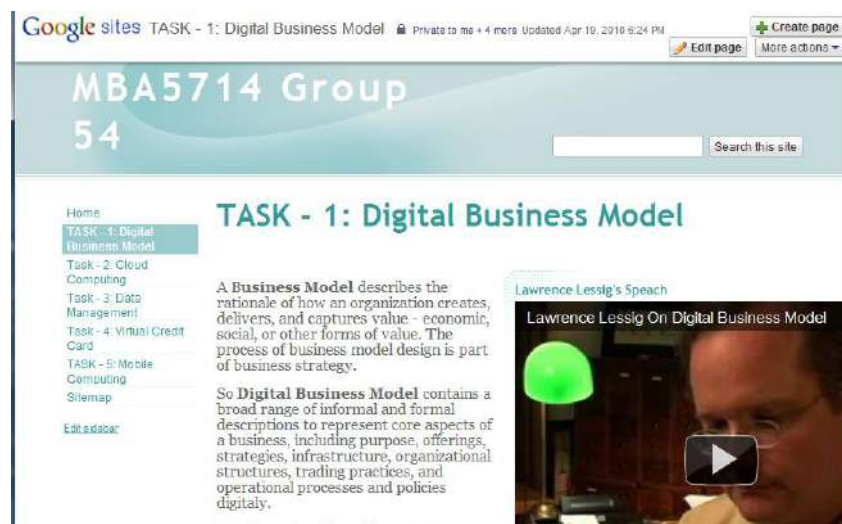 Google sites TASK - 1: Digital Business Model Private to me + 4 more Updated Apr 19, 2010 6:24 PM
Create page
Edit page
More actions
MBA5714 Group
54
Search this site
Home
TASK - 1: Digital
Business Model
Task - 2: Cloud
Computing
Task - 3: Data
Management
Task - 4: Virtual Credit
Card
TASK - 5: Mobile
Computing
Sitemap
Edit sidebar
TASK - 1: Digital Business Model
A Business Model describes the
rationale of how an organization creates,
delivers, and captures value - economic,
social, or other forms of value. The
process of business model design is part
of business strategy.
So Digital Business Model contains a
broad range of informal and formal
descriptions to represent core aspects of
a business, including purpose, offerings,
strategies, infrastructure, organizational
structures, trading practices, and
operational processes and policies
digitaly.
Lawrence Lessig's Speach
Lawrence Lessig On Digital Business Model